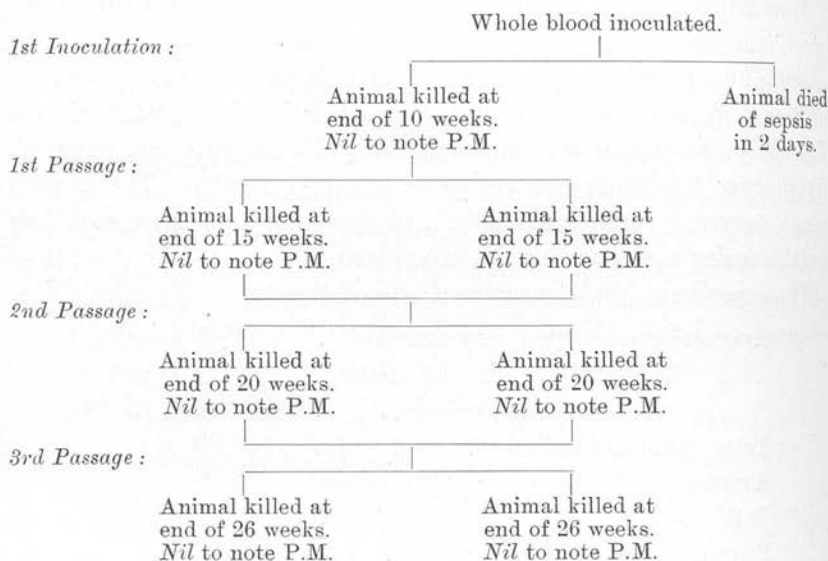 Whole blood inoculated.
1st Inoculation :
Animal killed at
end of 10 weeks.
Nil to note P.M.
Animal died
of sepsis
in 2 days.
1st Passage :
Animal killed at
end of 15 weeks.
Nil to note P.M.
Animal killed at
end of 15 weeks.
Nil to note P.M.
2nd Passage :
Animal killed at
end of 20 weeks.
Nil to note P.M.
Animal killed at
end of 20 weeks.
Nil to note P.M.
3rd Passage :
Animal killed at
end of 26 weeks.
Nil to note P.M.
Animal killed at
end of 26 weeks.
Nil to note P.M.